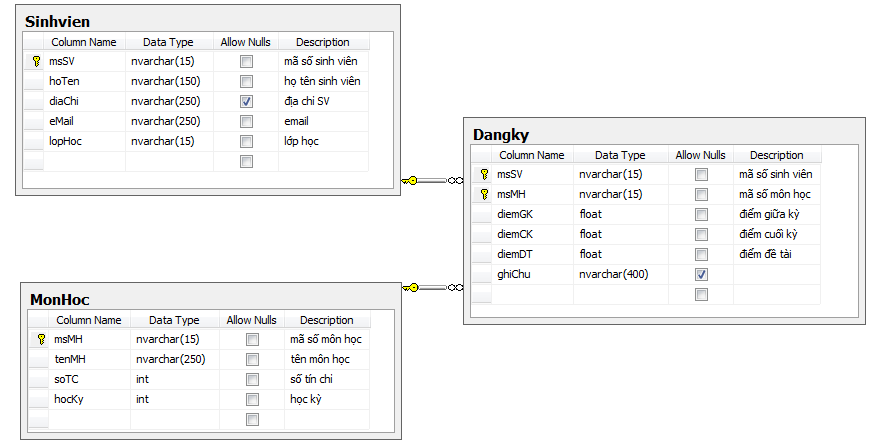 Sinhvien
Column Name Data Type Allow Nulls Description
msSV nvarchar(15) mã số sinh viên
hoTen nvarchar(150) họ tên sinh viên
diaChi nvarchar(250) địa chỉ SV
eMail nvarchar(250) email
lopHoc nvarchar(15) lớp học
Dangky
Column Name Data Type Allow Nulls Description
msSV nvarchar(15) mã số sinh viên
msMH nvarchar(15) mã số môn học
diemGK float điểm giữa kỳ
diemCK float điểm cuối kỳ
diemDT float điểm đề tài
ghiChu nvarchar(400)
MonHoc
Column Name Data Type Allow Nulls Description
msMH nvarchar(15) mã số môn học
tenMH nvarchar(250) tên môn học
soTC int số tín chỉ
hocKy int học kỳ